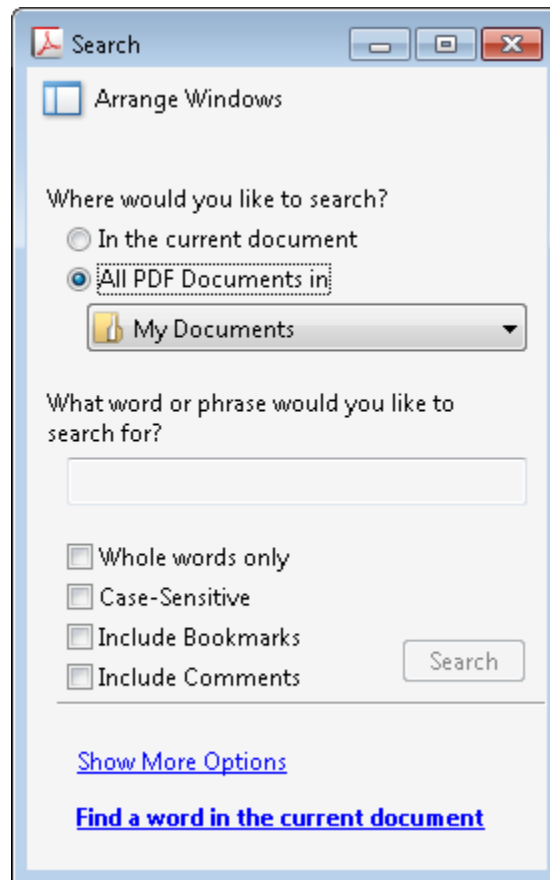 Search
Arrange Windows
Where would you like to search?
In the current document
All PDF Documents in
My Documents
What word or phrase would you like to
search for?
Whole words only
Case-Sensitive
Include Bookmarks
Include Comments
Search
Show More Options
Find a word in the current document